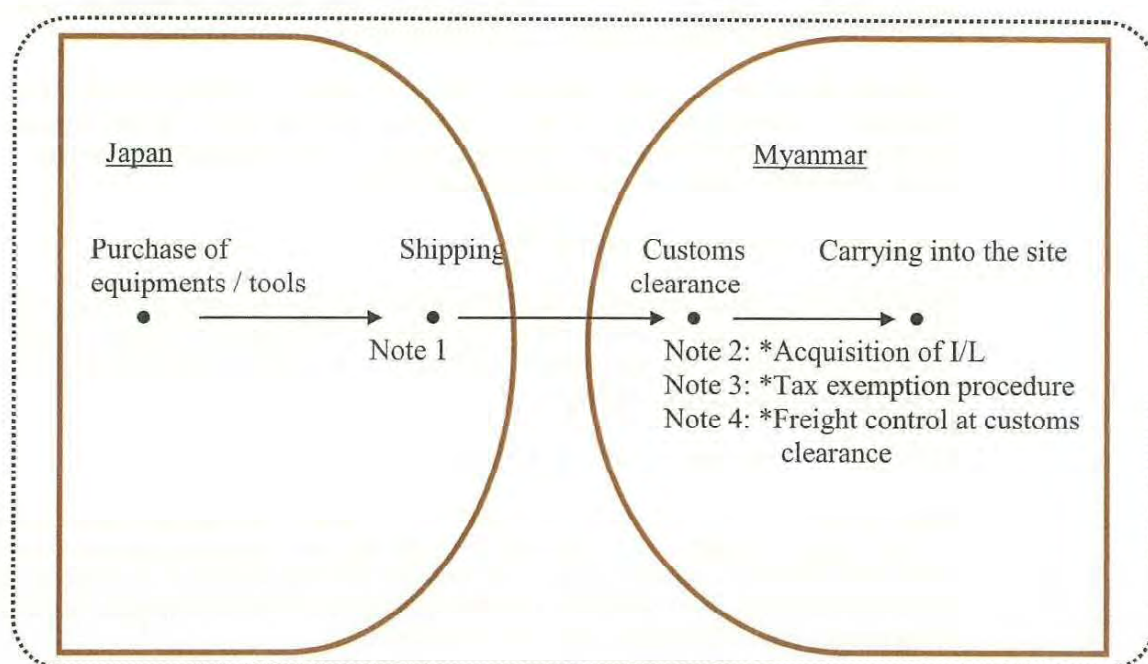 Japan
Myanmar
Purchase of
equipments / tools
Shipping
Customs
clearance
Carrying into the site
Note 1
Note 2: *Acquisition of I/L
Note 3: *Tax exemption procedure
Note 4: *Freight control at customs
clearance